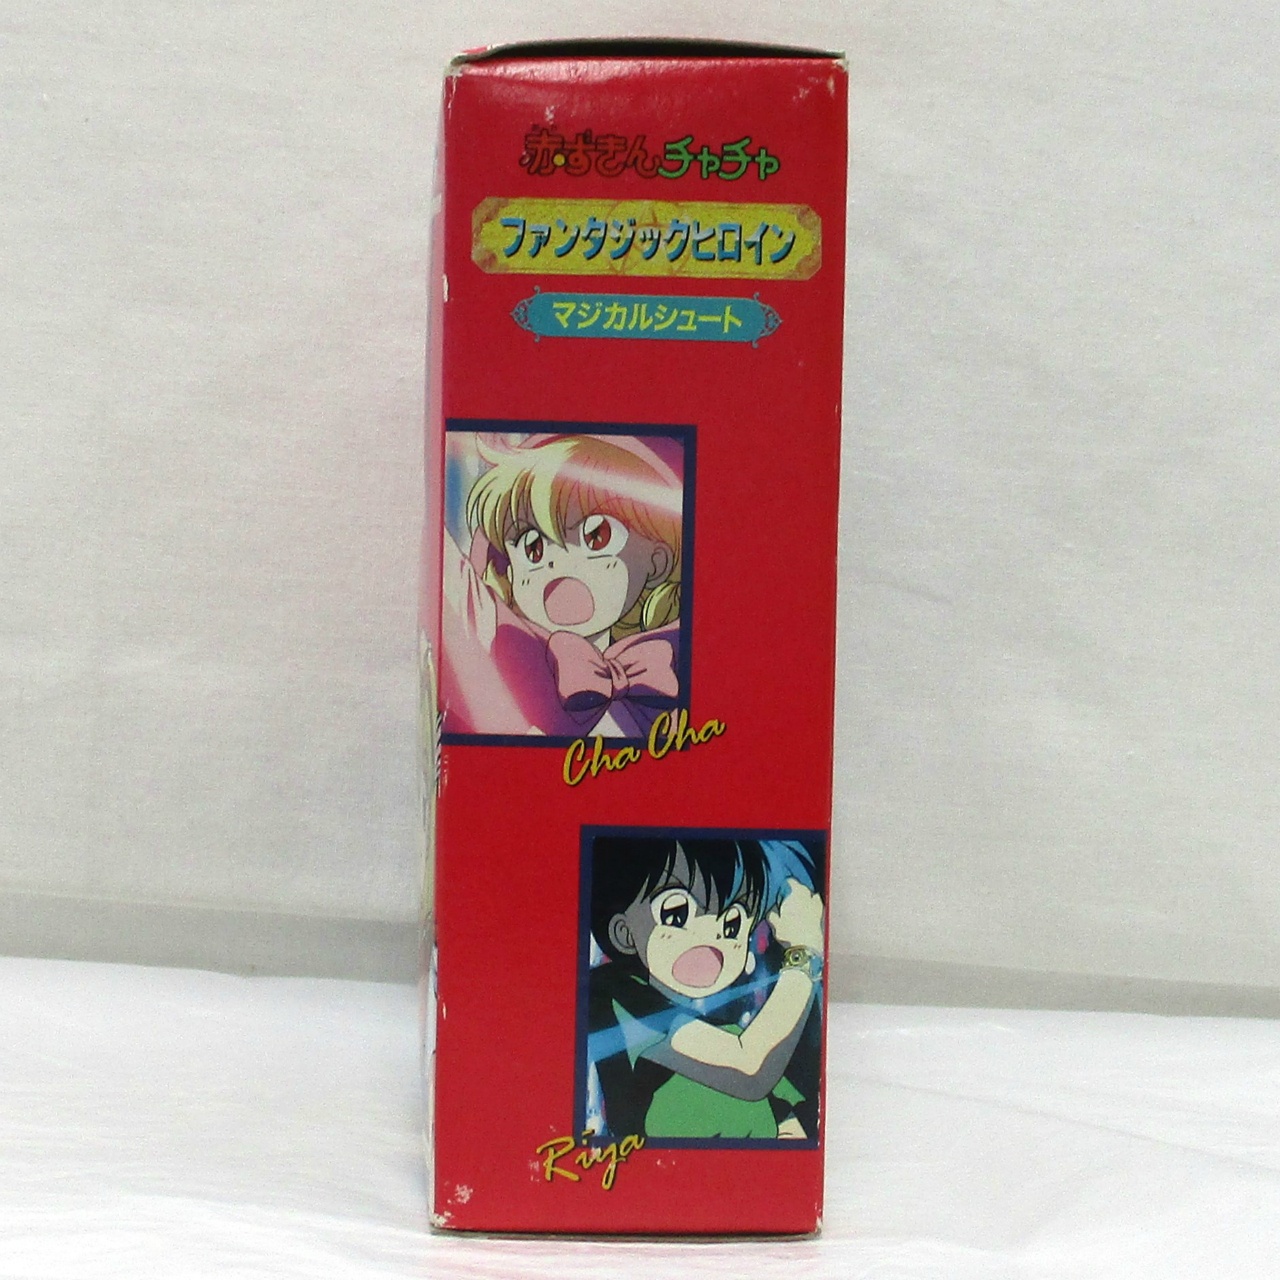 赤ずきんチャチャ
ファンタジックヒロイン
マジカルシュート
Cha Cha
Riya